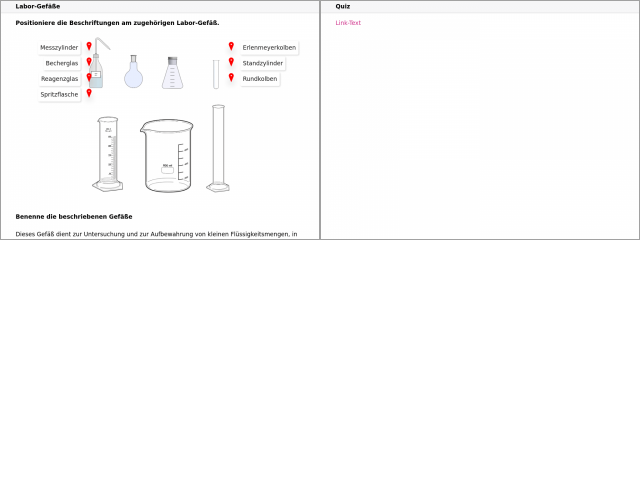 Labor-Gefäße
Positioniere die Beschriftungen am zugehörigen Labor-Gefäß.
Messzylinder
Becherglas
Reagenzglas
Spritzflasche
Erlenmeyerkolben
Standzylinder
Rundkolben
Benenne die beschriebenen Gefäße
Dieses Gefäß dient zur Untersuchung und zur Aufbewahrung von kleinen Flüssigkeitsmengen, in
Quiz
Link-Text